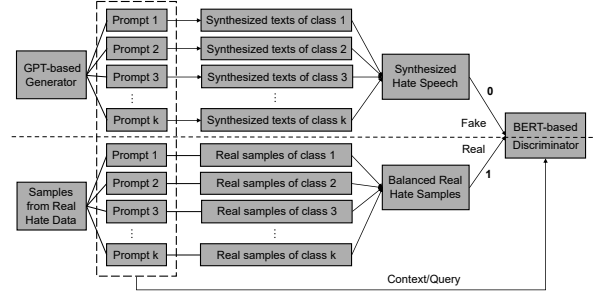 GPT-based
Generator
Prompt 1
Synthesized texts of class 1
Prompt 2
Synthesized texts of class 2
Prompt 3
Synthesized texts of class 3
⋮
⋮
Prompt k
Synthesized texts of class k
Synthesized
Hate Speech
0
Fake
BERT-based
Discriminator
Real
1
Samples
from Real
Hate Data
Prompt 1
Real samples of class 1
Prompt 2
Real samples of class 2
Prompt 3
Real samples of class 3
⋮
⋮
Prompt k
Real samples of class k
Balanced Real
Hate Samples
Context/Query